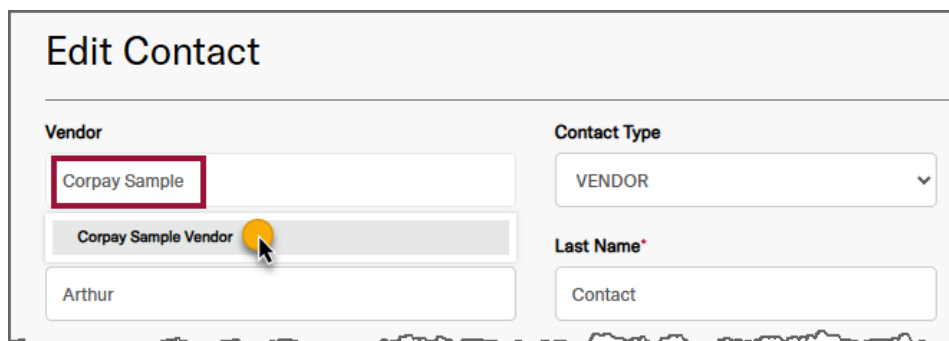 Edit Contact
Vendor
Contact Type
Corpay Sample
VENDOR
Corpay Sample Vendor
Last Name*
Arthur
Contact